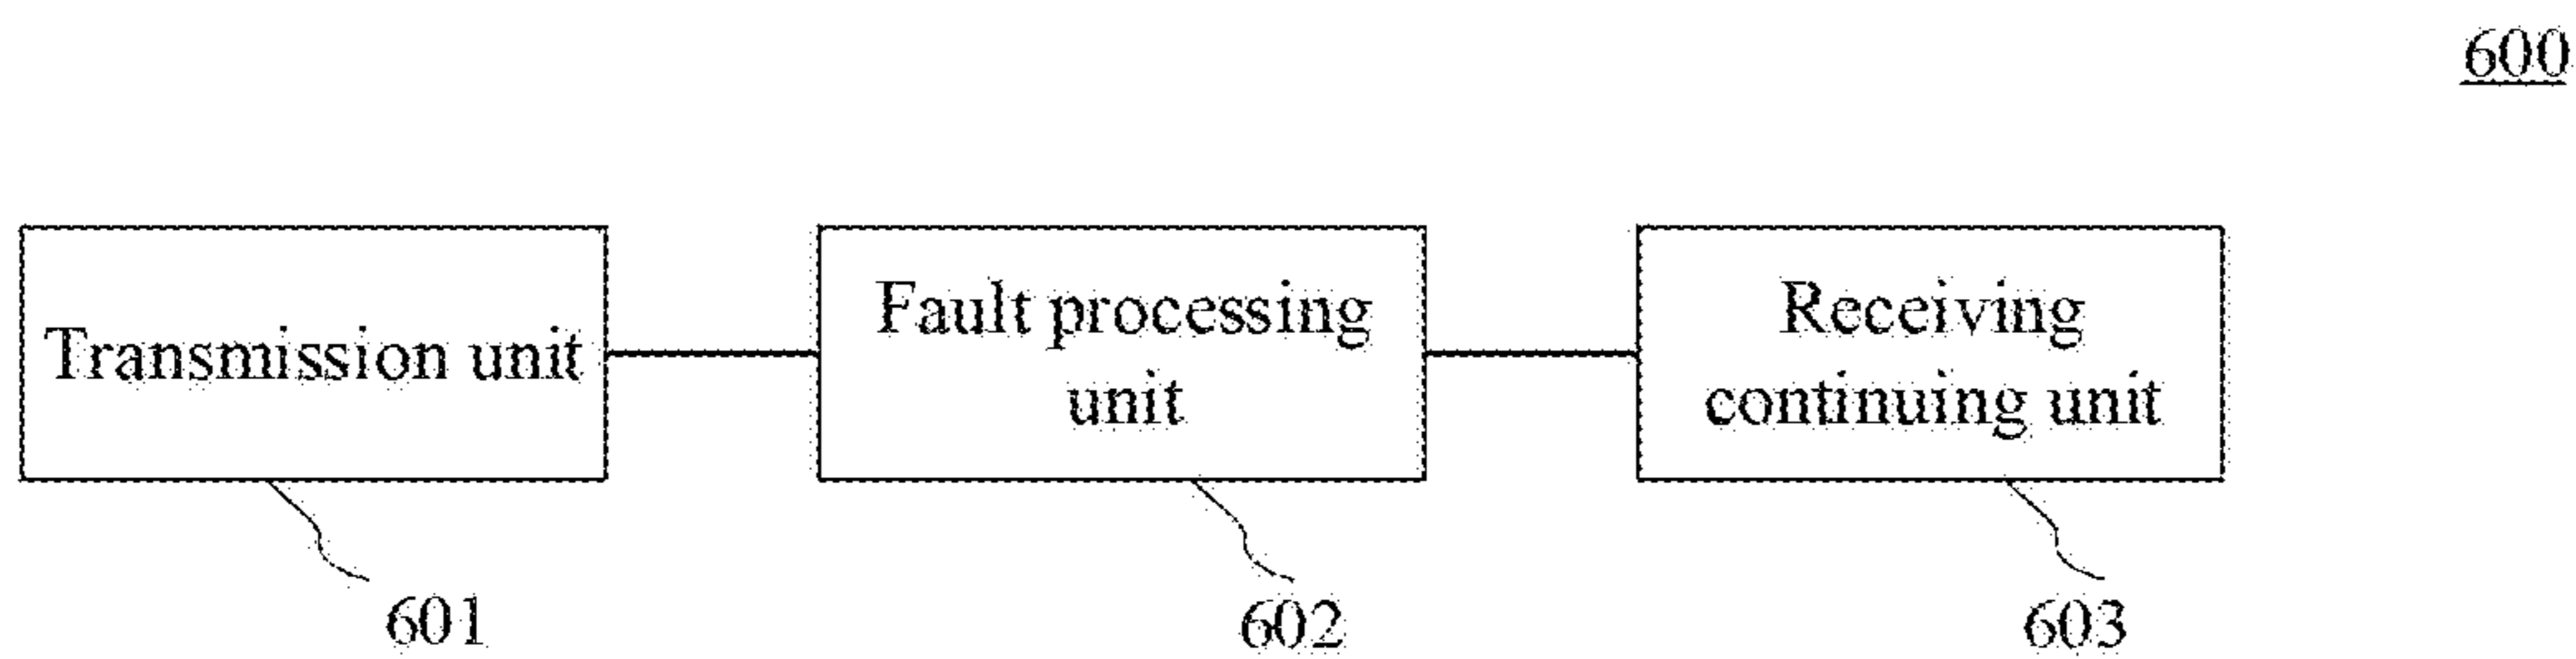 600
Transmission unit
Fault processing
unit
Receiving
continuing unit
601
602
603